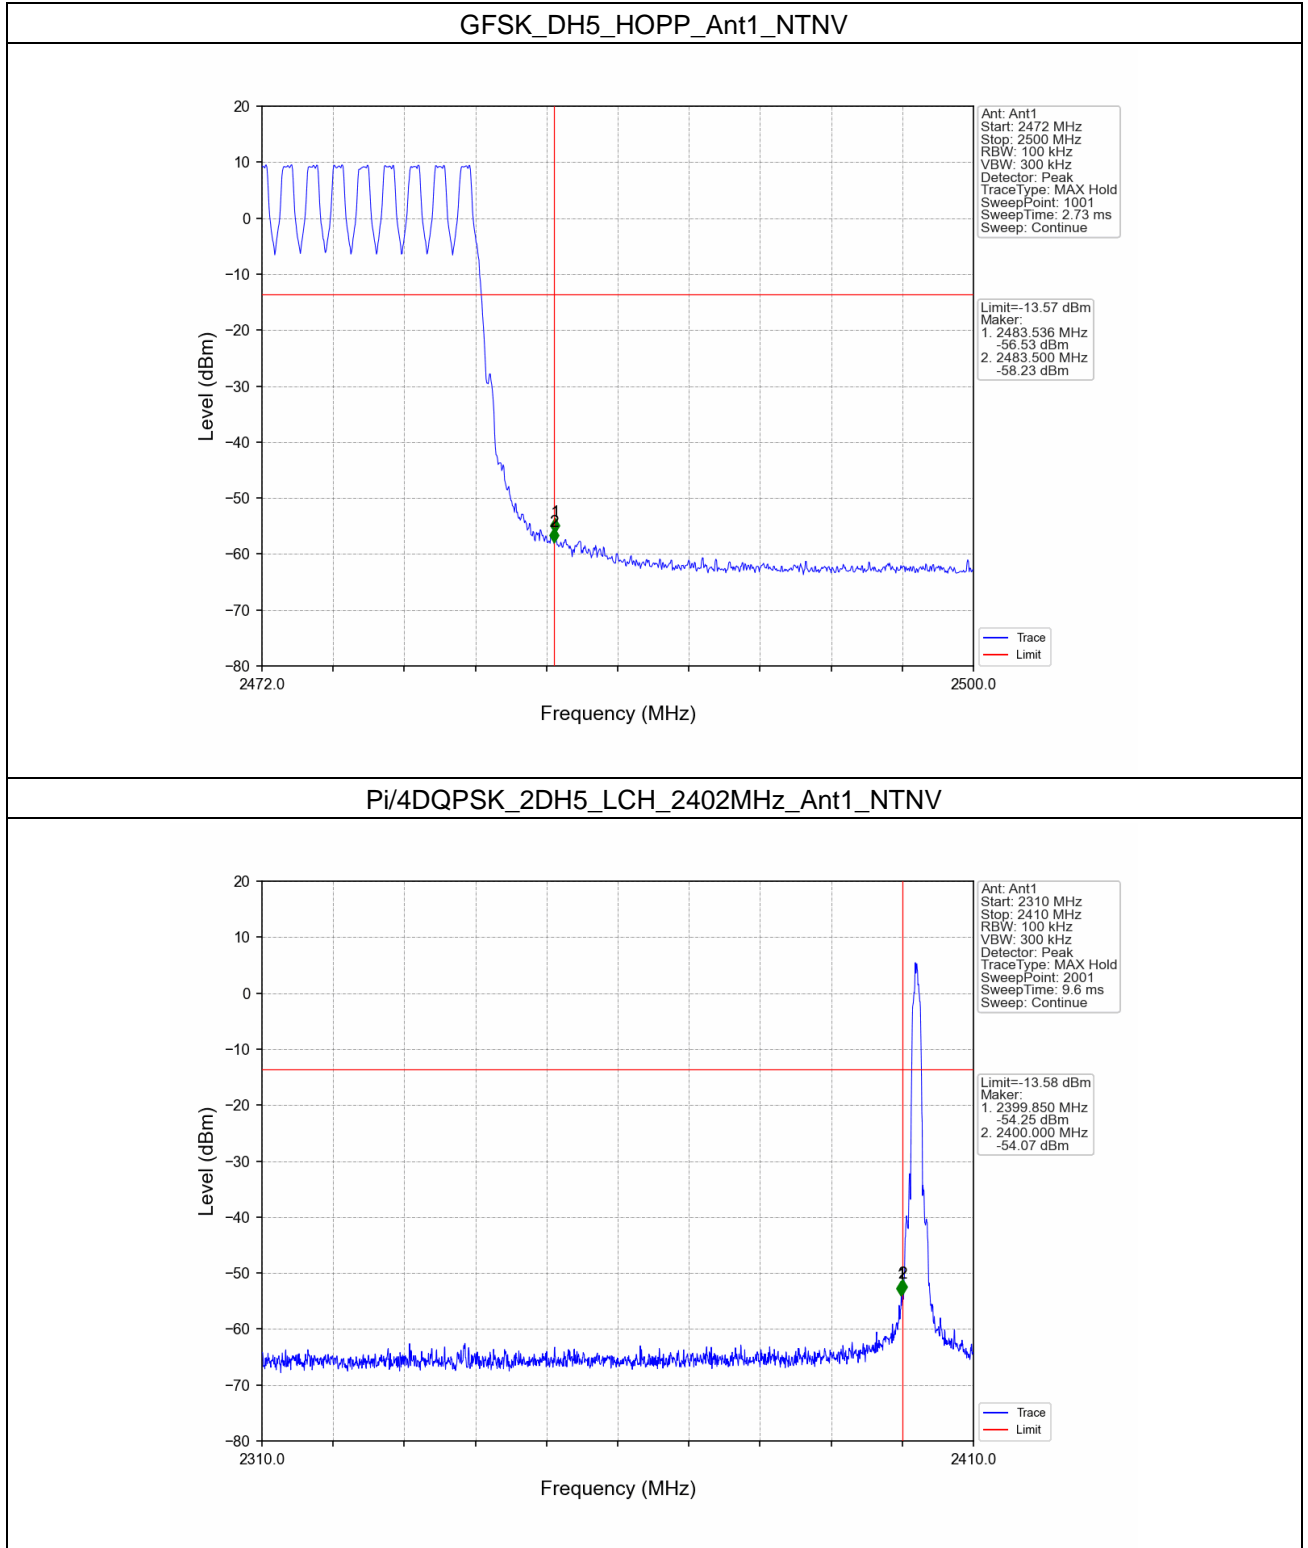 GFSK_DH5_HOPP_Ant1_NTNV
20
10
0
−10
−20
−30
−40
−50
−60
−70
−80
Level (dBm)
2472.0
2500.0
Frequency (MHz)
1
2
Ant: Ant1
Start: 2472 MHz
Stop: 2500 MHz
RBW: 100 kHz
VBW: 300 kHz
Detector: Peak
TraceType: MAX Hold
SweepPoint: 1001
SweepTime: 2.73 ms
Sweep: Continue
Limit=-13.57 dBm
Maker:
1. 2483.536 MHz
-56.53 dBm
2. 2483.500 MHz
-58.23 dBm
Trace
Limit
Pi/4DQPSK_2DH5_LCH_2402MHz_Ant1_NTNV
20
10
0
−10
−20
−30
−40
−50
−60
−70
−80
Level (dBm)
2310.0
2410.0
Frequency (MHz)
2
Ant: Ant1
Start: 2310 MHz
Stop: 2410 MHz
RBW: 100 kHz
VBW: 300 kHz
Detector: Peak
TraceType: MAX Hold
SweepPoint: 2001
SweepTime: 9.6 ms
Sweep: Continue
Limit=-13.58 dBm
Maker:
1. 2399.850 MHz
-54.25 dBm
2. 2400.000 MHz
-54.07 dBm
Trace
Limit